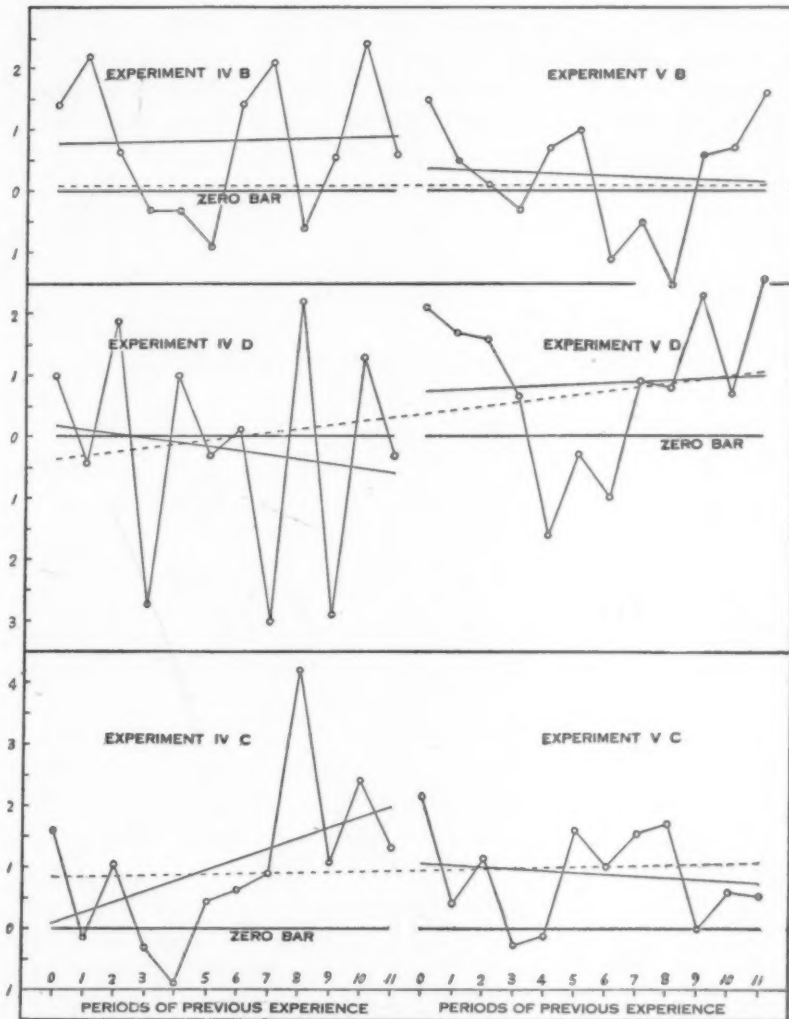 EXPERIMENT IV B
EXPERIMENT V B
2
1
0
1
ZERO BAR
EXPERIMENT IV D
EXPERIMENT V D
2
1
0
1
2
3
ZERO BAR
EXPERIMENT IV C
EXPERIMENT V C
4
3
2
1
0
1
ZERO BAR
0 1 2 3 4 5 6 7 8 9 10 11
0 1 2 3 4 5 6 7 8 9 10 11
PERIODS OF PREVIOUS EXPERIENCE
PERIODS OF PREVIOUS EXPERIENCE